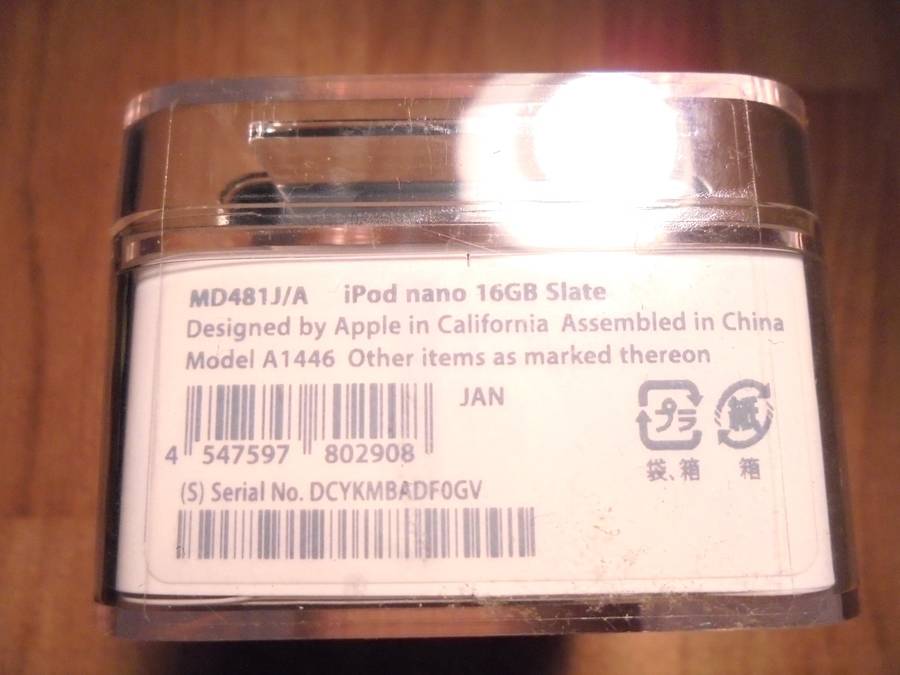 MD481J/A iPod nano 16GB Slate
Designed by Apple in California Assembled in China
Model A1446 Other items as marked thereon
JAN
4 547597 802908
プラ
紙
袋、箱
箱
(S) Serial No. DCYKMBADF0GV